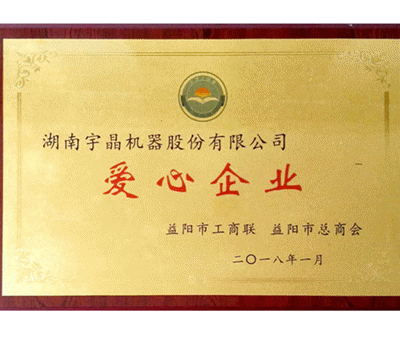 湖南宇晶机器股份有限公司
爱心企业
益阳市工商联 益阳市总商会
二〇一八年一月